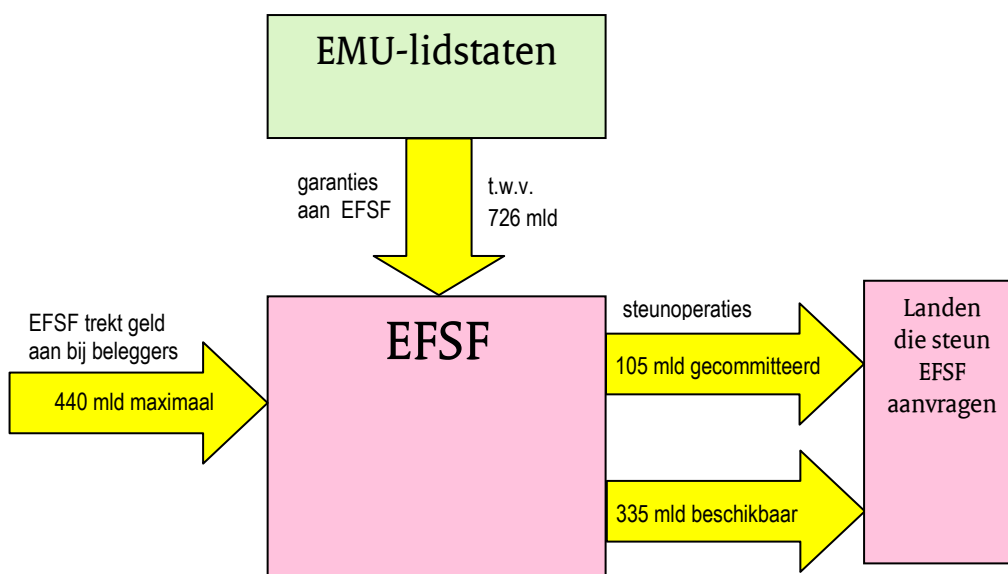 EMU-lidstaten
garanties
aan EFSF
t.w.v.
726 mld
EFSF trekt geld
aan bij beleggers
440 mld maximaal
EFSF
steunoperaties
105 mld gecommitteerd
335 mld beschikbaar
Landen
die steun
EFSF
aanvragen